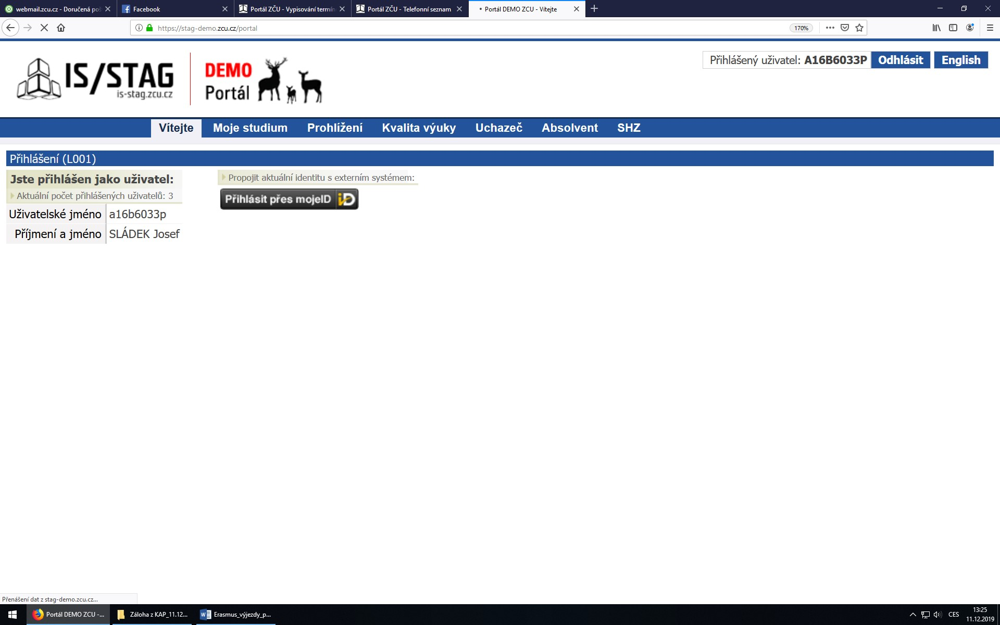 webmail.zcu.cz - Doručená poš
Facebook
Portál ZČU - Vypisování termín
Portál ZČU - Telefonní seznam
Portál DEMO ZCU - Vítejte
https://stag-demo.zcu.cz/portal
170%
IS/STAG
is-stag.zcu.cz
DEMO
Portál
Přihlášený uživatel: A16B6033P
Odhlásit
English
Vítejte
Moje studium
Prohlížení
Kvalita výuky
Uchazeč
Absolvent
SHZ
Přihlášení (L001)
Jste přihlášen jako uživatel:
Aktuální počet přihlášených uživatelů: 3
Uživatelské jméno a16b6033p
Příjmení a jméno SLÁDEK Josef
Propojit aktuální identitu s externím systémem:
Přihlásit přes mojeID
iD
Přenášení dat z stag-demo.zcu.cz...
Portál DEMO ZCU -...
Záloha z KAP_11.12...
Erasmus_výjezdy_p...
CES
13:25
11.12.2019